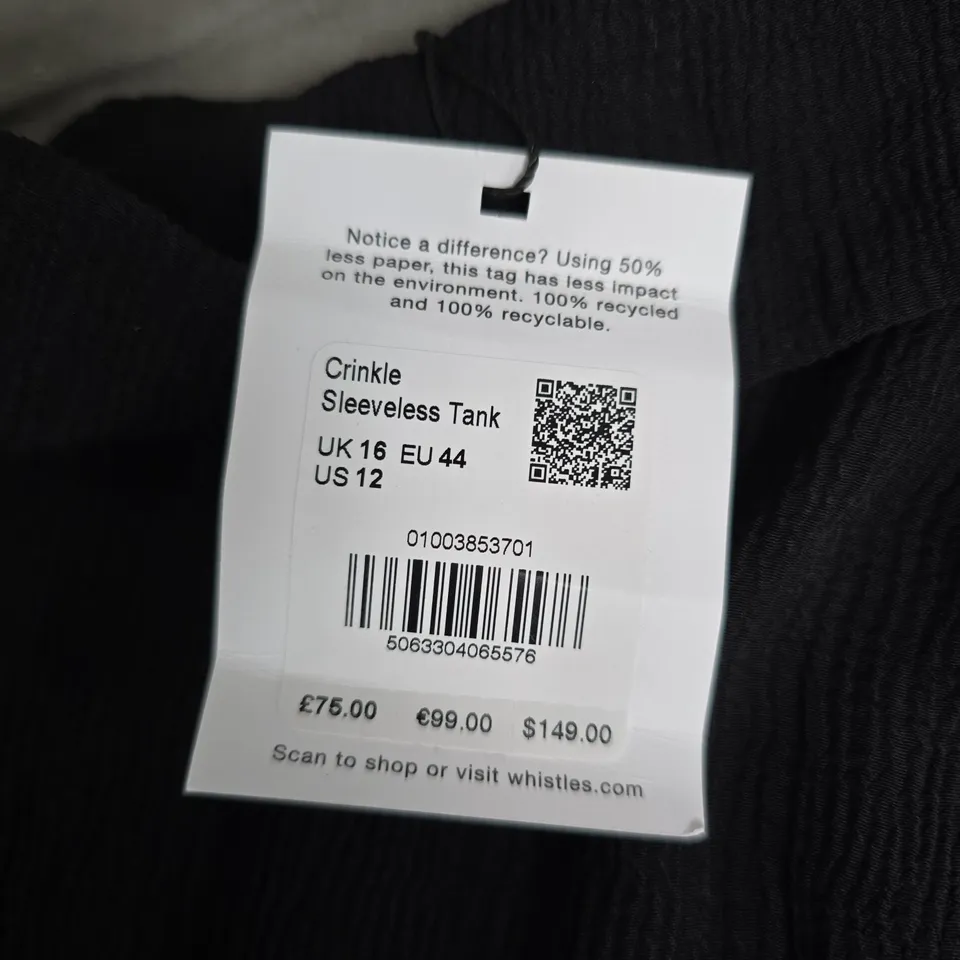 Notice a difference? Using 50%
less paper, this tag has less impact
on the environment. 100% recycled
and 100% recyclable.
Crinkle
Sleeveless Tank
UK 16 EU 44
US 12
01003853701
5063304065576
£75.00 €99.00 $149.00
Scan to shop or visit whistles.com